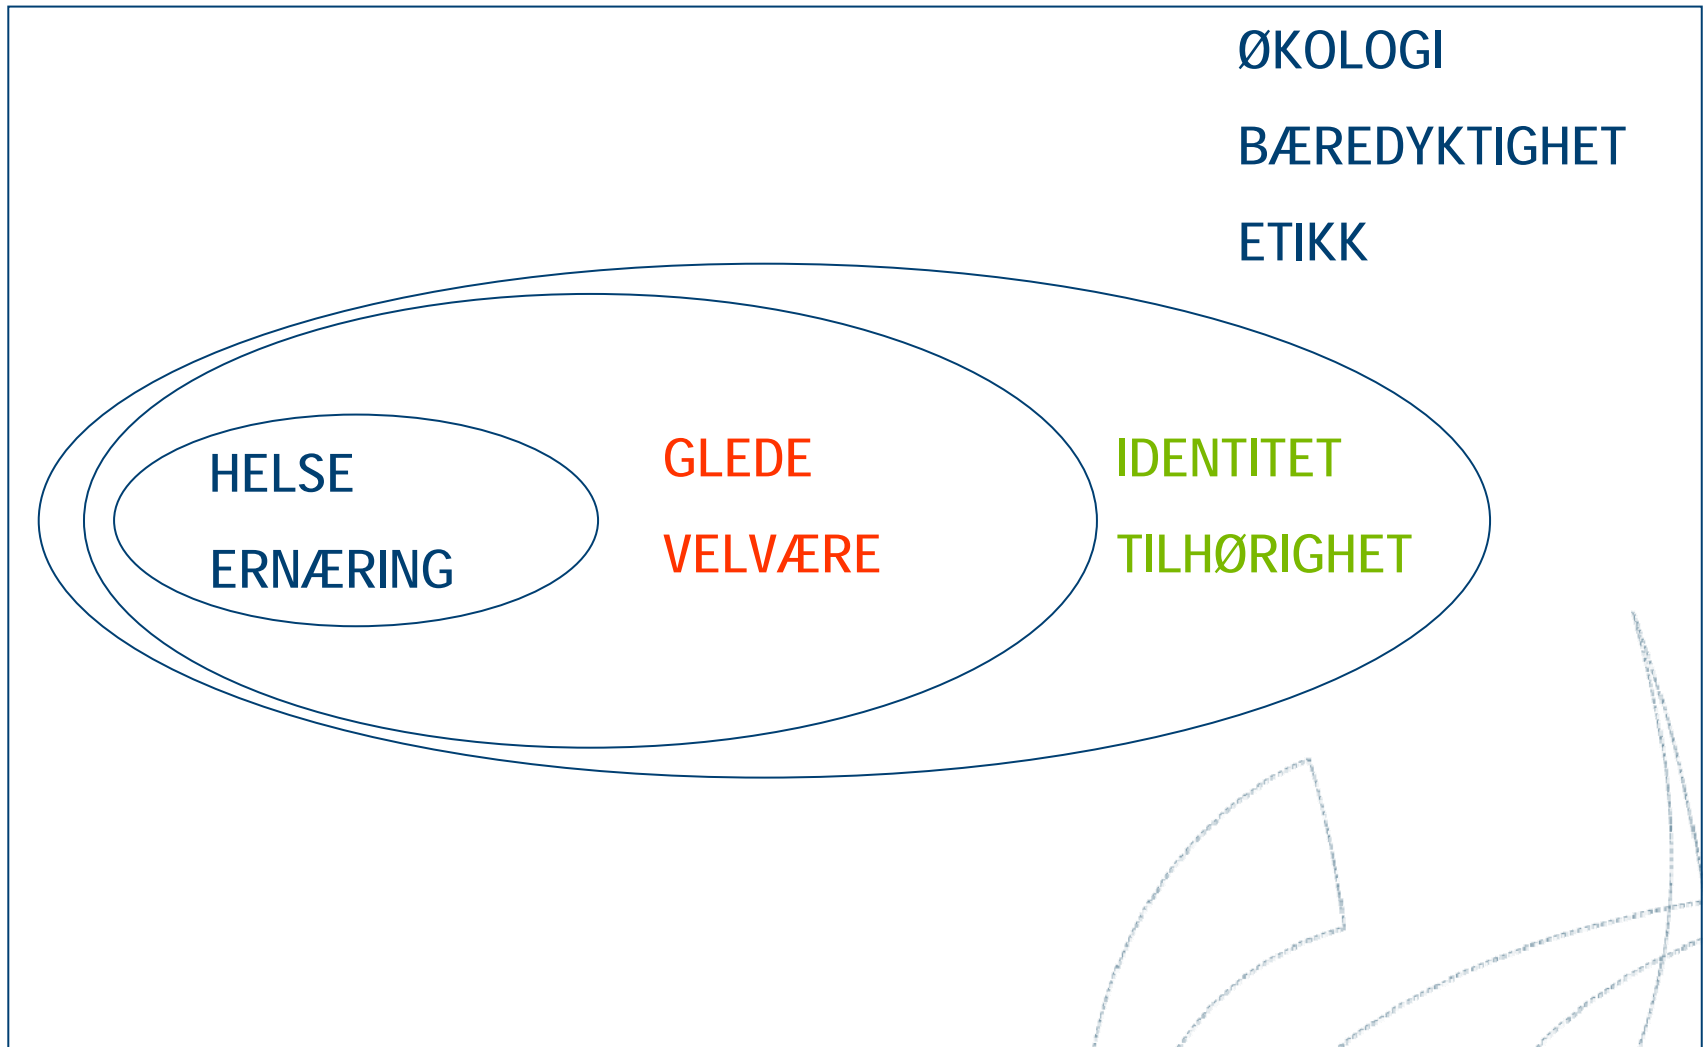 ØKOLOGI
BÆREDYKTIGHET
ETIKK
HELSE
ERNÆRING
GLEDE
VELVÆRE
IDENTITET
TILHØRIGHET